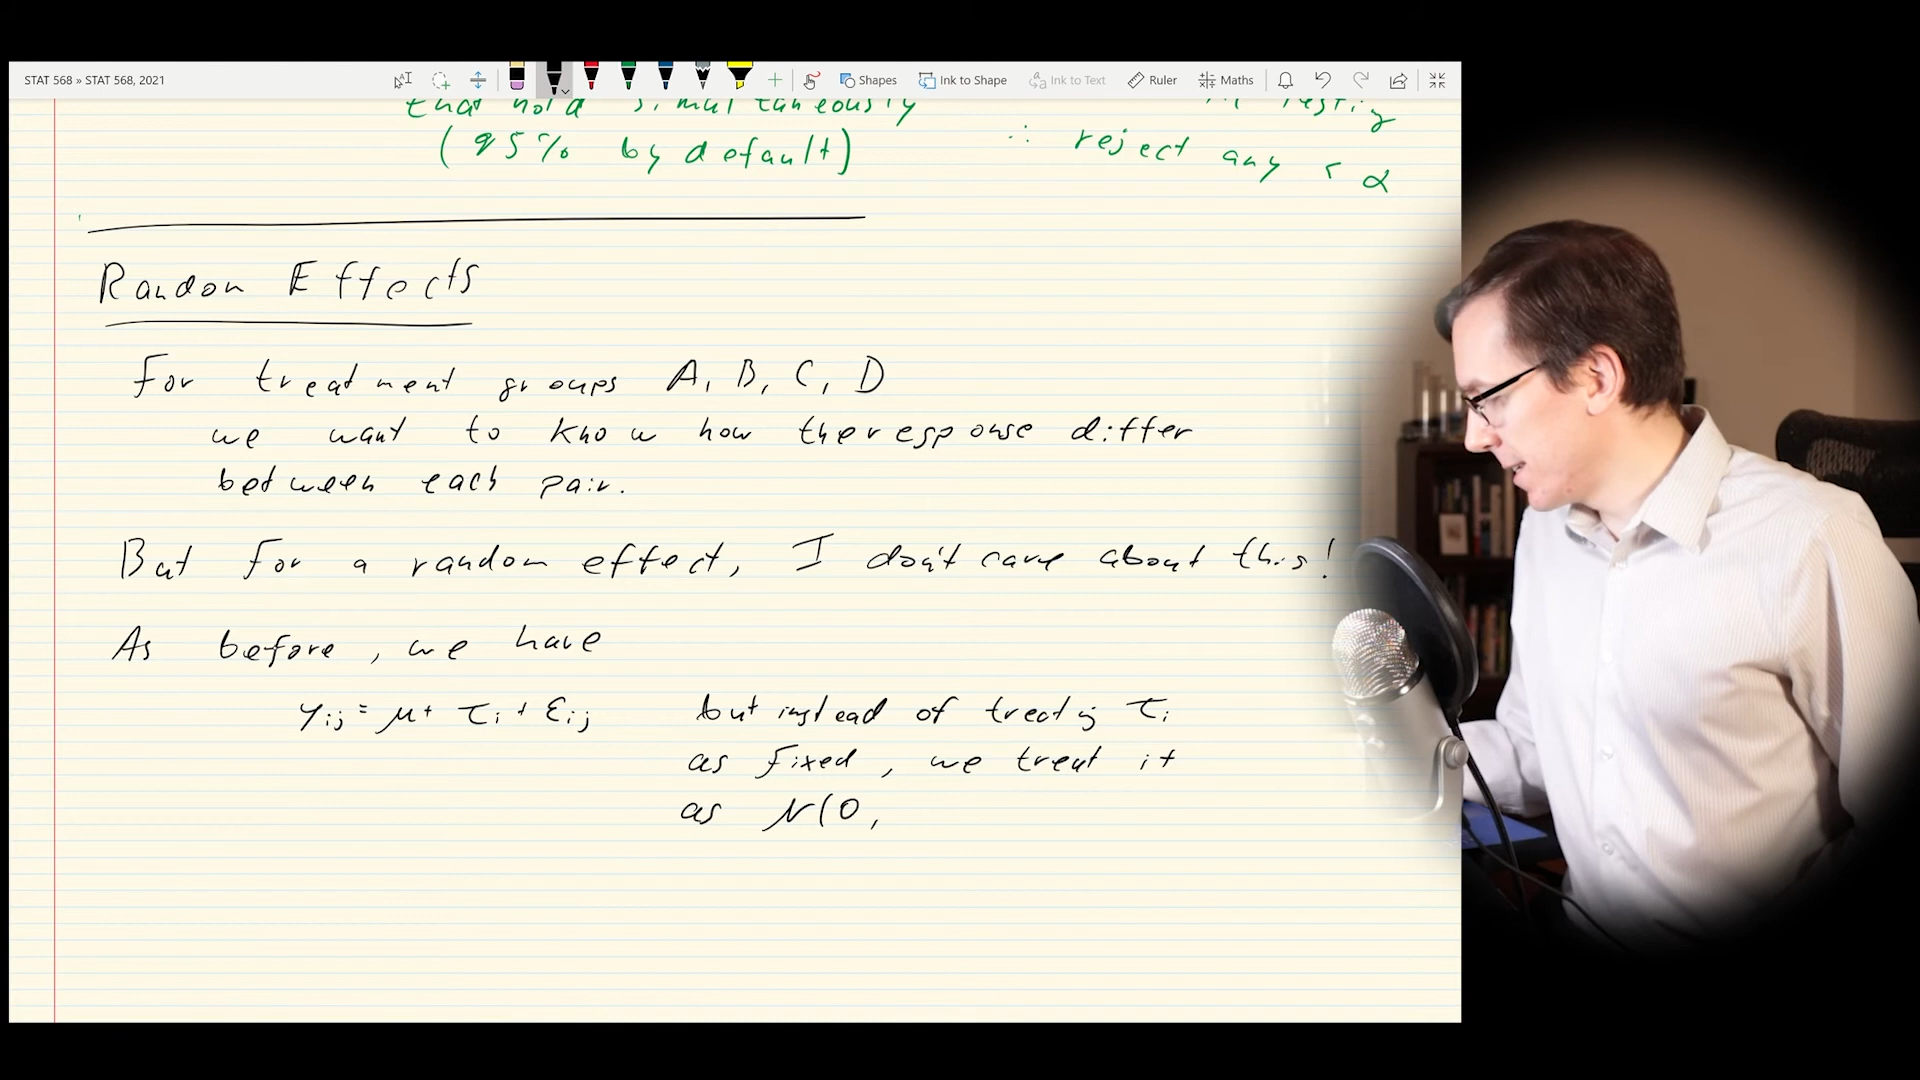 STAT 568 » STAT 568, 2021
Shapes
Ink to Shape
Ink to Text
Ruler
Maths
that hold simultaneously
(95% by default)
∴ reject any < α
Random Effects
For treatment groups A, B, C, D
we want to know how the response differ
between each pair.
But for a random effect, I don't care about this!
As before, we have
Yij = μ + τi + εij
but instead of treating τi
as fixed, we treat it
as N(0,